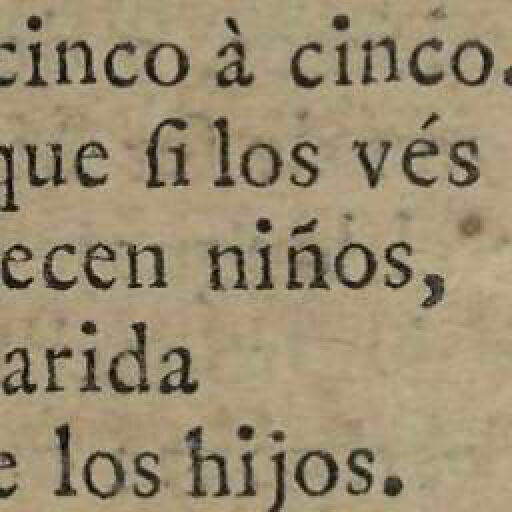 cinco à cinco.
que ſi los vés
ecen niños,
arida
e los hijos.